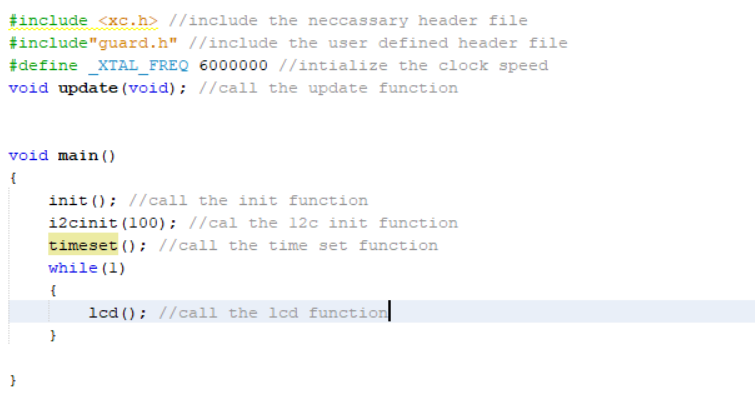 #include <xc.h> //include the neccassary header file
#include"guard.h" //include the user defined header file
#define _XTAL_FREQ 6000000 //intialize the clock speed
void update(void); //call the update function
void main()
{
init(); //call the init function
i2cinit(100); //cal the l2c init function
timeset(); //call the time set function
while(1)
{
lcd(); //call the lcd function
}
}